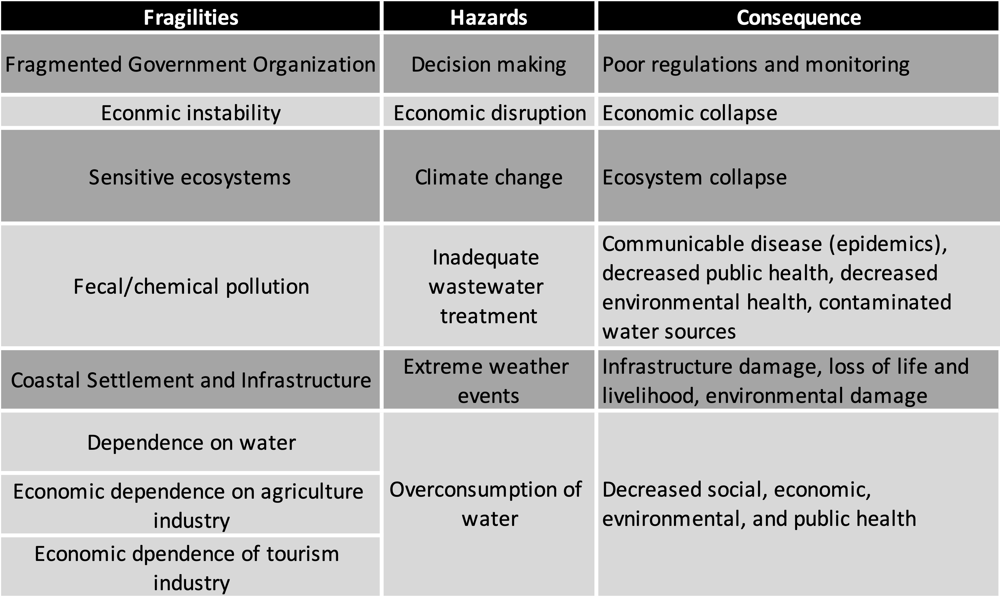 Fragilities
Hazards
Consequence
Fragmented Government Organization
Decision making
Poor regulations and monitoring
Econmic instability
Economic disruption
Economic collapse
Sensitive ecosystems
Climate change
Ecosystem collapse
Fecal/chemical pollution
Inadequate
wastewater
treatment
Communicable disease (epidemics),
decreased public health, decreased
environmental health, contaminated
water sources
Coastal Settlement and Infrastructure
Extreme weather
events
Infrastructure damage, loss of life and
livelihood, environmental damage
Dependence on water
Economic dependence on agriculture
industry
Economic dpendence of tourism
industry
Overconsumption of
water
Decreased social, economic,
evnironmental, and public health